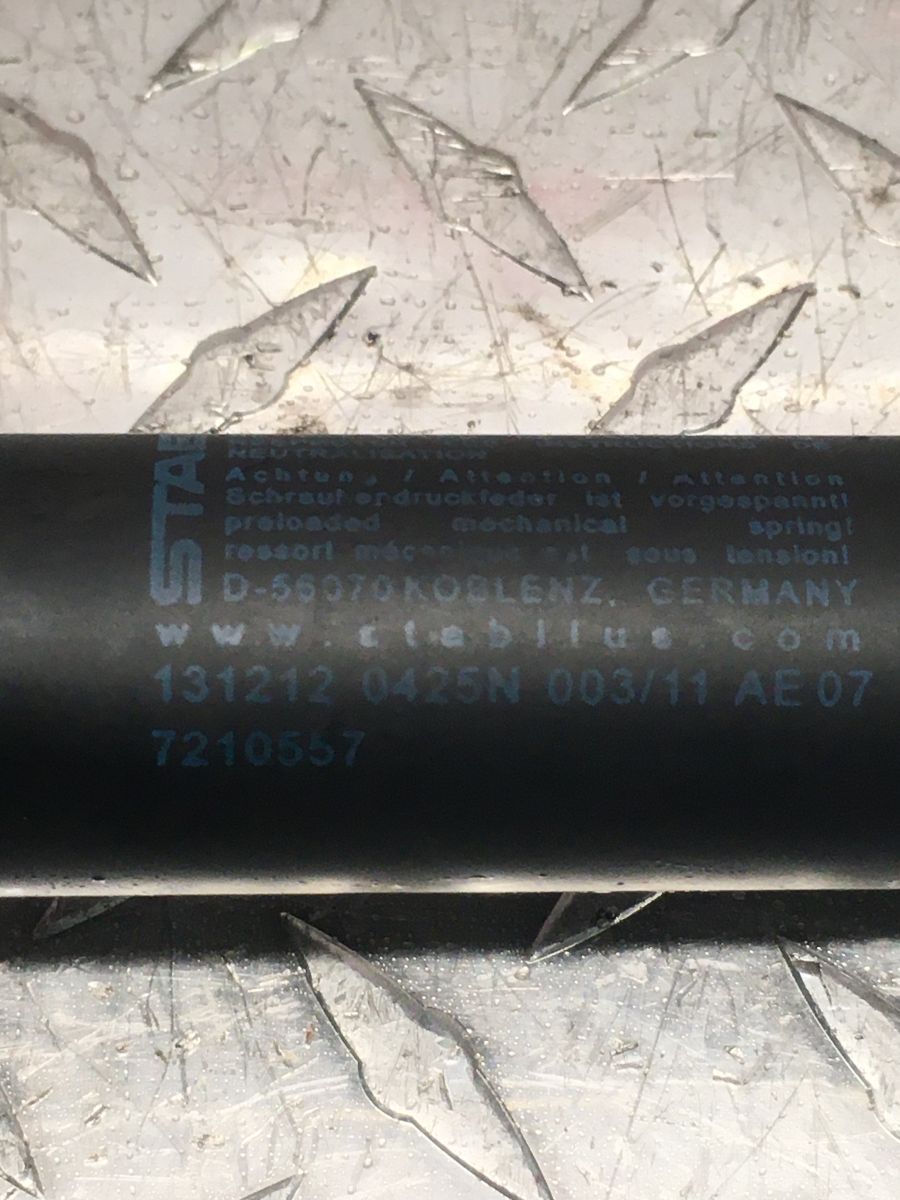 STAB
NEUTRALISATION
Achtung / Attention / Attention
Schraubendruckfeder ist vorgespannt!
preloaded mechanical spring!
ressort mécanique est sous tension!
D-56070 KOBLENZ, GERMANY
www.stabilus.com
131212 0425N 003/11 AE 07
7210557